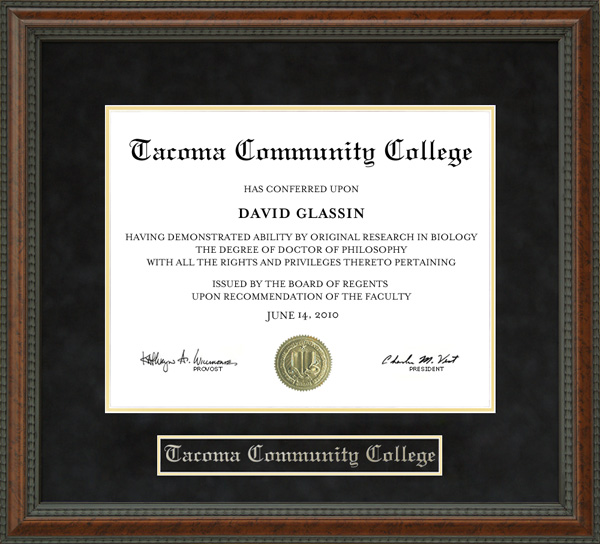 Tacoma Community College
HAS CONFERRED UPON
DAVID GLASSIN
HAVING DEMONSTRATED ABILITY BY ORIGINAL RESEARCH IN BIOLOGY
THE DEGREE OF DOCTOR OF PHILOSOPHY
WITH ALL THE RIGHTS AND PRIVILEGES THERETO PERTAINING
ISSUED BY THE BOARD OF REGENTS
UPON RECOMMENDATION OF THE FACULTY
JUNE 14, 2010
PROVOST
Charles M. Vest
PRESIDENT
Tacoma Community College